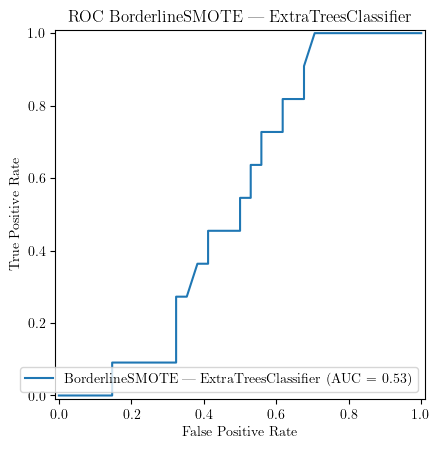 ROC BorderlineSMOTE — ExtraTreesClassifier
1.0
0.8
0.6
0.4
0.2
0.0
True Positive Rate
BorderlineSMOTE — ExtraTreesClassifier (AUC = 0.53)
0.0 0.2 0.4 0.6 0.8 1.0
False Positive Rate